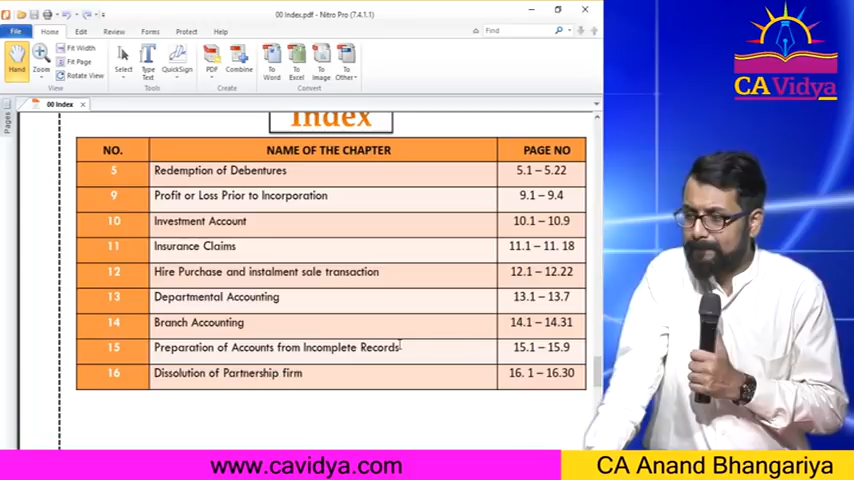 00 Index.pdf - Nitro Pro (7.4.1.1)
File Home Edit Review Forms Protect Help
Find
Hand
Zoom
Fit Width
Fit Page
Rotate View
View
Select
Type Text
QuickSign
Tools
PDF
Combine
Create
To Word
To Excel
To Image
To Other
Convert
00 Index
Pages
Index
NO. NAME OF THE CHAPTER PAGE NO
5 Redemption of Debentures 5.1 – 5.22
9 Profit or Loss Prior to Incorporation 9.1 – 9.4
10 Investment Account 10.1 – 10.9
11 Insurance Claims 11.1 – 11. 18
12 Hire Purchase and instalment sale transaction 12.1 – 12.22
13 Departmental Accounting 13.1 – 13.7
14 Branch Accounting 14.1 – 14.31
15 Preparation of Accounts from Incomplete Records 15.1 – 15.9
16 Dissolution of Partnership firm 16. 1 – 16.30
CA Vidya
www.cavidya.com
CA Anand Bhangariya